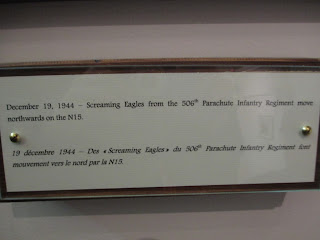 December 19, 1944 – Screaming Eagles from the 506th Parachute Infantry Regiment move
northwards on the N15.
19 décembre 1944 – Des « Screaming Eagles » du 506th Parachute Infantry Regiment font
mouvement vers le nord par la N15.